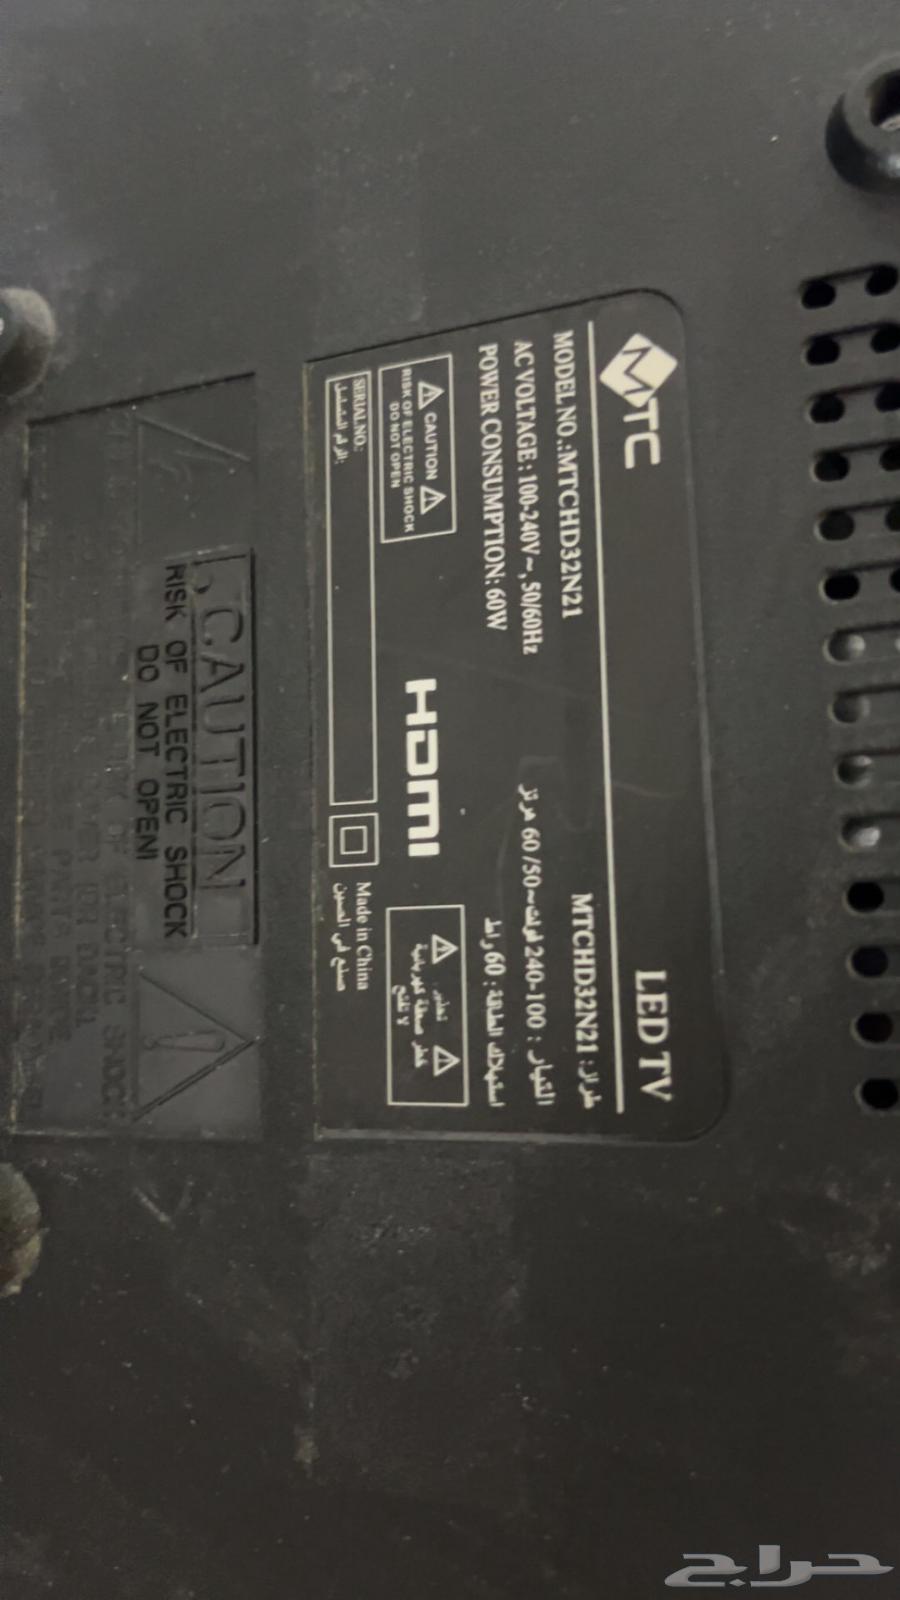 MTC
LED TV
MODEL NO.:MTCHD32N21
طراز : MTCHD32N21
AC VOLTAGE : 100-240V~, 50/60Hz
التيار : 100-240 فولت~50/ 60 هرتز
POWER CONSUMPTION: 60W
استهلاك الطاقة : 60 واط
CAUTION
RISK OF ELECTRIC SHOCK
DO NOT OPEN
HDMI
تحذير
خطر صدمة كهربائية
لا تفتح
SERIAL NO.:
الرقم التسلسلي:
Made in China
صنع في الصين
CAUTION
RISK OF ELECTRIC SHOCK
DO NOT OPEN!
حراج